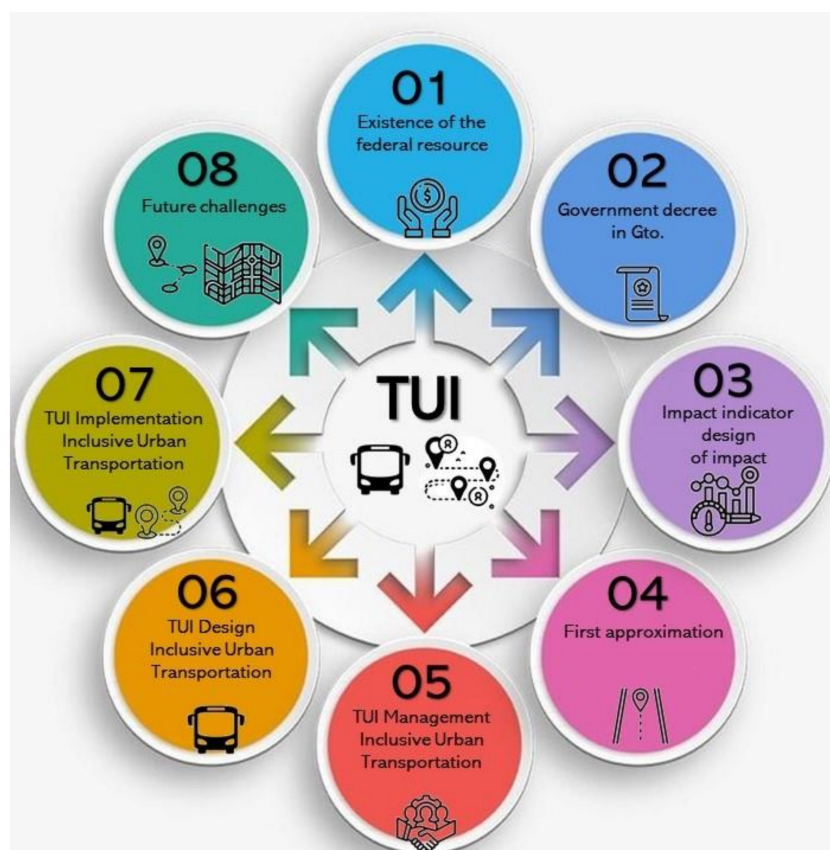 01
Existence of the
federal resource
02
Government decree
in Gto.
03
Impact indicator
design
of impact
04
First approximation
05
TUI Management
Inclusive Urban
Transportation
06
TUI Design
Inclusive Urban
Transportation
07
TUI Implementation
Inclusive Urban
Transportation
08
Future challenges
TUI